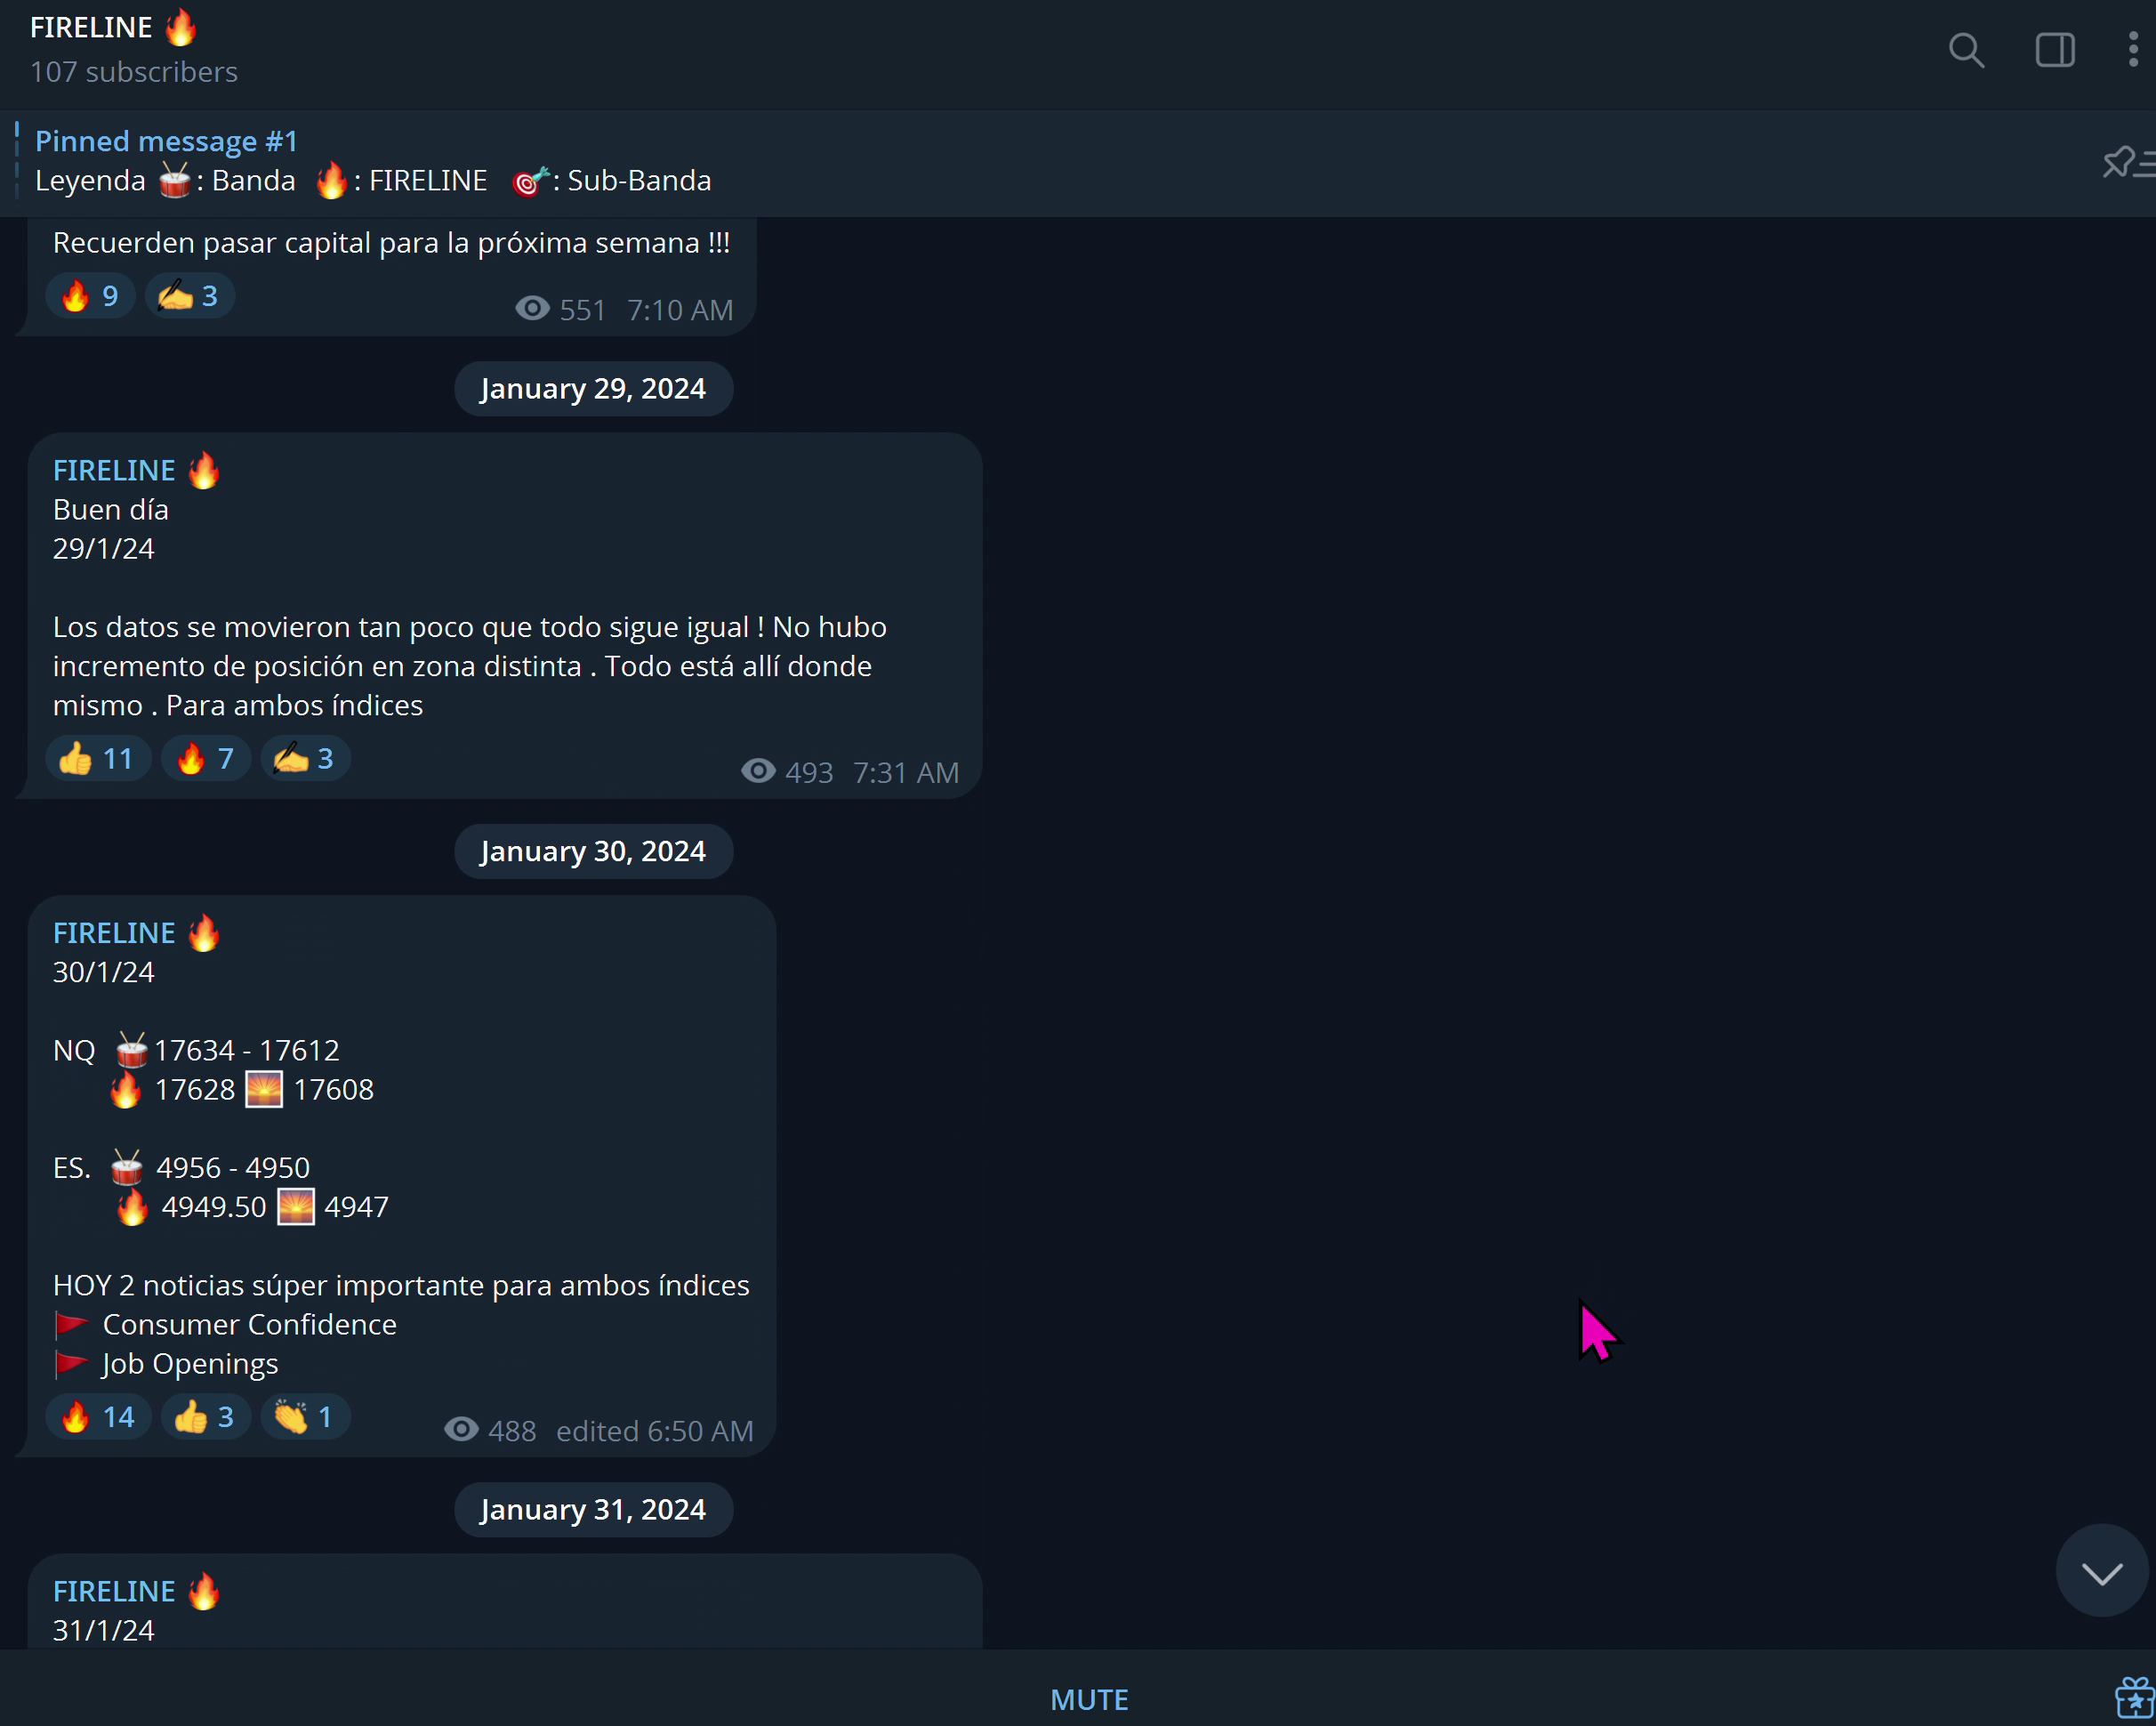 FIRELINE 🔥
107 subscribers
Pinned message #1
Leyenda 🥁: Banda 🔥: FIRELINE 🎯: Sub-Banda
Recuerden pasar capital para la próxima semana !!!
🔥 9 ✍️ 3 551 7:10 AM
January 29, 2024
FIRELINE 🔥
Buen día
29/1/24
Los datos se movieron tan poco que todo sigue igual ! No hubo
incremento de posición en zona distinta . Todo está allí donde
mismo . Para ambos índices
👍 11 🔥 7 ✍️ 3 493 7:31 AM
January 30, 2024
FIRELINE 🔥
30/1/24
NQ 🥁17634 - 17612
🔥 17628 🌅 17608
ES. 🥁 4956 - 4950
🔥 4949.50 🌅 4947
HOY 2 noticias súper importante para ambos índices
🚩 Consumer Confidence
🚩 Job Openings
🔥 14 👍 3 👏 1 488 edited 6:50 AM
January 31, 2024
FIRELINE 🔥
31/1/24
MUTE